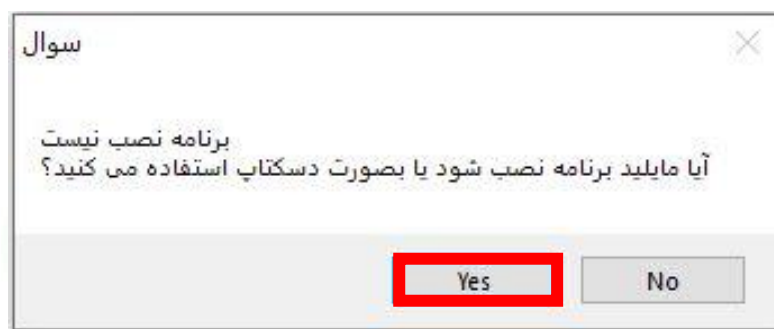 سوال
برنامه نصب نیست
آیا مایلید برنامه نصب شود یا بصورت دسکتاپ استفاده می کنید؟
Yes
No